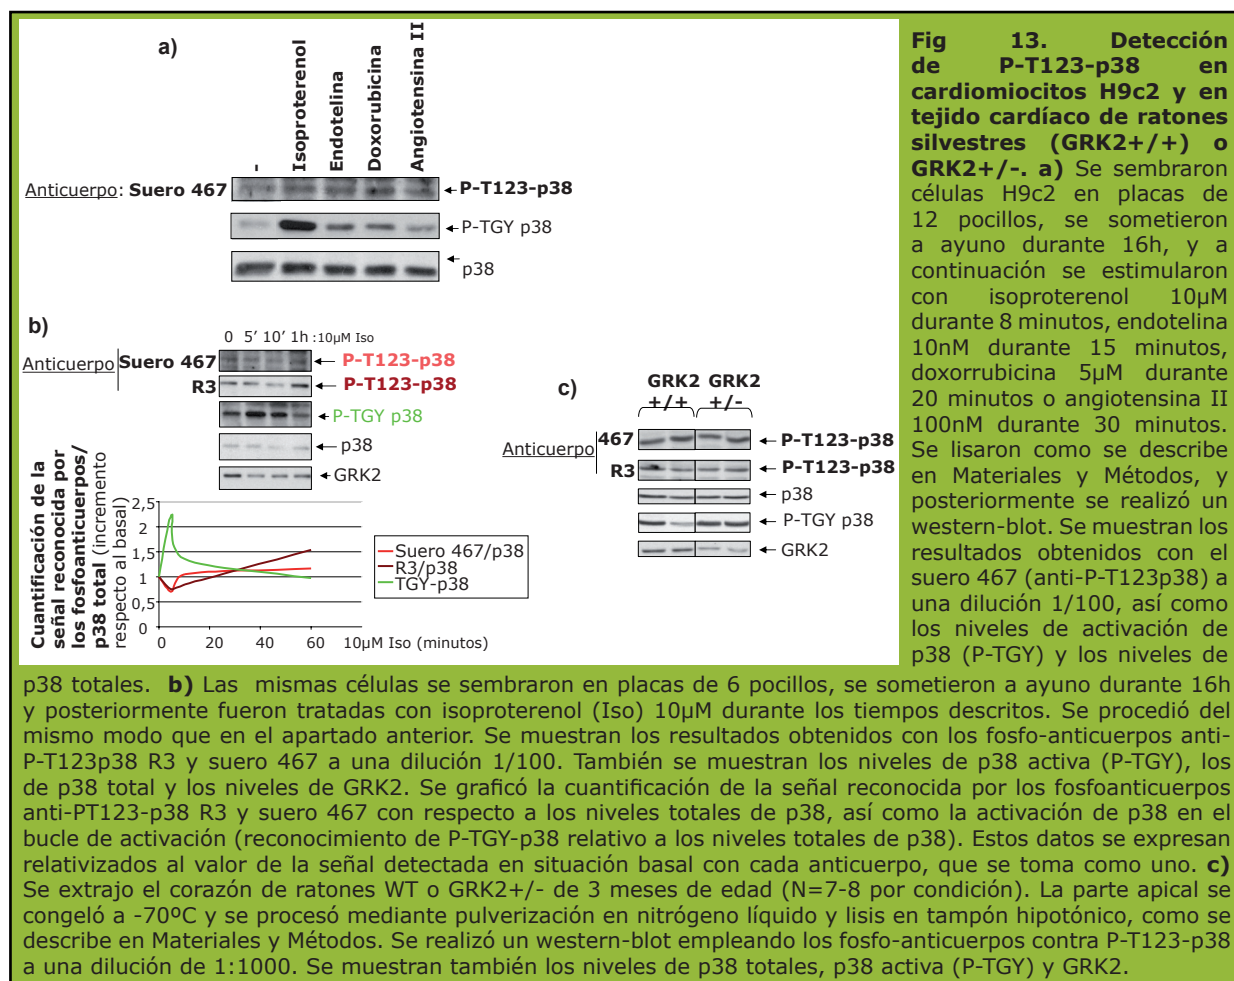 a)
-
Isoproterenol
Endotelina
Doxorubicina
Angiotensina II
Anticuerpo: Suero 467
P-T123-p38
P-TGY p38
p38
b)
0 5’ 10’ 1h :10µM Iso
Anticuerpo
Suero 467
P-T123-p38
R3
P-T123-p38
P-TGY p38
p38
GRK2
Cuantificación de la
señal reconocida por
los fosfoanticuerpos/
p38 total (incremento
respecto al basal)
2,5
2
1,5
1
0,5
0
0 20 40 60 10µM Iso (minutos)
Suero 467/p38
R3/p38
TGY-p38
c)
GRK2 GRK2
+/+ +/-
Anticuerpo
467
P-T123-p38
R3
P-T123-p38
p38
P-TGY p38
GRK2
Fig 13. Detección
de P-T123-p38 en
cardiomiocitos H9c2 y en
tejido cardíaco de ratones
silvestres (GRK2+/+) o
GRK2+/-. a) Se sembraron
células H9c2 en placas de
12 pocillos, se sometieron
a ayuno durante 16h, y a
continuación se estimularon
con isoproterenol 10µM
durante 8 minutos, endotelina
10nM durante 15 minutos,
doxorrubicina 5µM durante
20 minutos o angiotensina II
100nM durante 30 minutos.
Se lisaron como se describe
en Materiales y Métodos, y
posteriormente se realizó un
western-blot. Se muestran los
resultados obtenidos con el
suero 467 (anti-P-T123p38) a
una dilución 1/100, así como
los niveles de activación de
p38 (P-TGY) y los niveles de
p38 totales. b) Las mismas células se sembraron en placas de 6 pocillos, se sometieron a ayuno durante 16h
y posteriormente fueron tratadas con isoproterenol (Iso) 10µM durante los tiempos descritos. Se procedió del
mismo modo que en el apartado anterior. Se muestran los resultados obtenidos con los fosfo-anticuerpos anti-
P-T123p38 R3 y suero 467 a una dilución 1/100. También se muestran los niveles de p38 activa (P-TGY), los
de p38 total y los niveles de GRK2. Se graficó la cuantificación de la señal reconocida por los fosfoanticuerpos
anti-PT123-p38 R3 y suero 467 con respecto a los niveles totales de p38, así como la activación de p38 en el
bucle de activación (reconocimiento de P-TGY-p38 relativo a los niveles totales de p38). Estos datos se expresan
relativizados al valor de la señal detectada en situación basal con cada anticuerpo, que se toma como uno. c)
Se extrajo el corazón de ratones WT o GRK2+/- de 3 meses de edad (N=7-8 por condición). La parte apical se
congeló a -70ºC y se procesó mediante pulverización en nitrógeno líquido y lisis en tampón hipotónico, como se
describe en Materiales y Métodos. Se realizó un western-blot empleando los fosfo-anticuerpos contra P-T123-p38
a una dilución de 1:1000. Se muestran también los niveles de p38 totales, p38 activa (P-TGY) y GRK2.